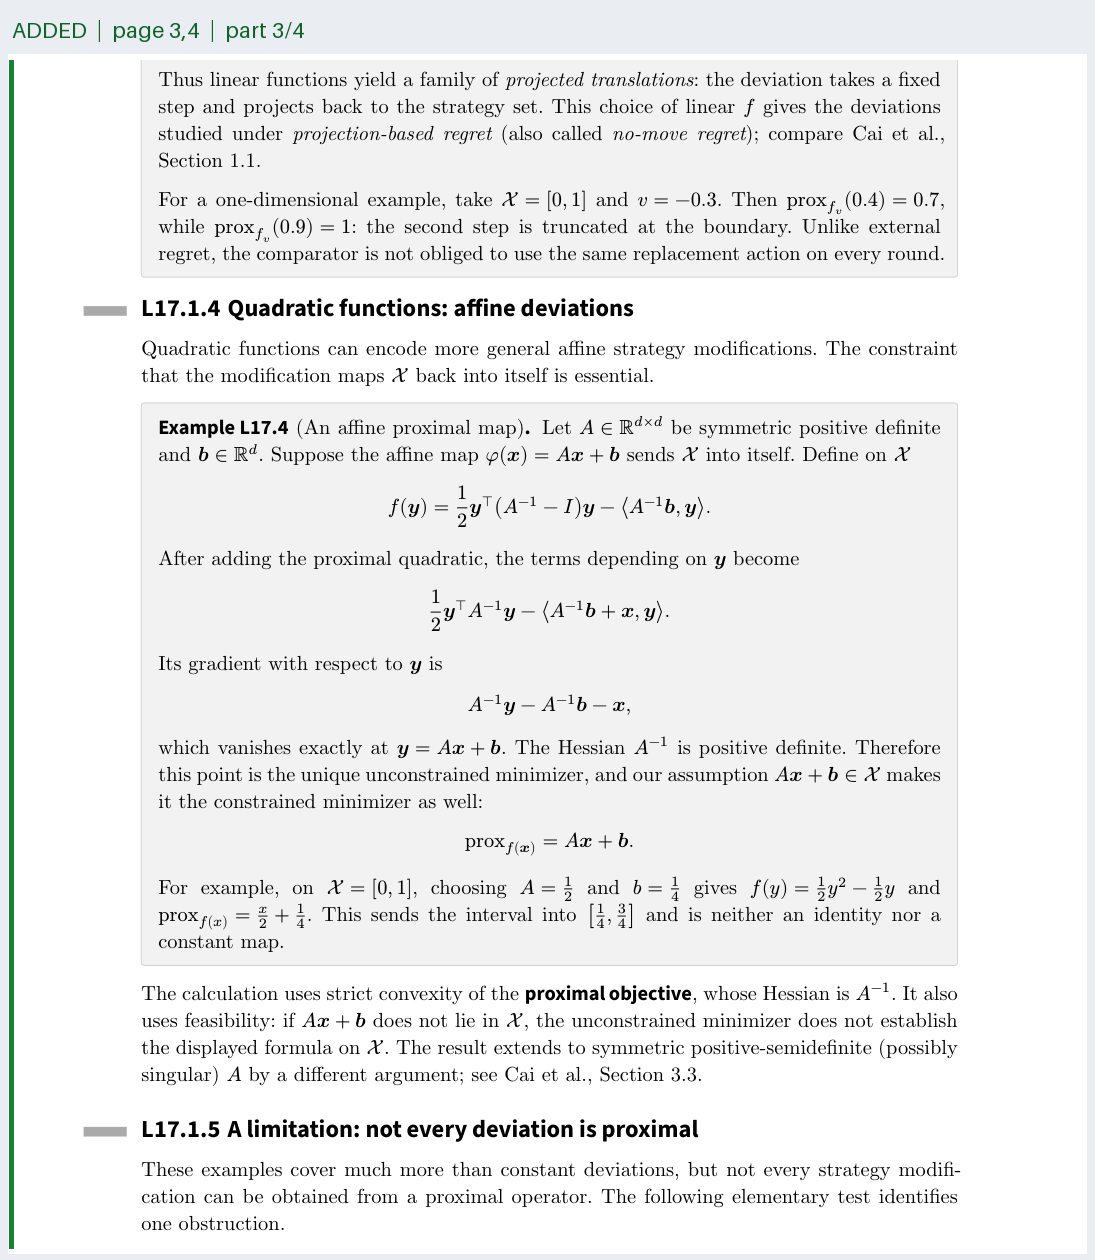 ADDED | page 3,4 | part 3/4
Thus linear functions yield a family of projected translations: the deviation takes a fixed
step and projects back to the strategy set. This choice of linear f gives the deviations
studied under projection-based regret (also called no-move regret); compare Cai et al.,
Section 1.1.
For a one-dimensional example, take 𝒳 = [0, 1] and v = −0.3. Then prox_{f_v}(0.4) = 0.7,
while prox_{f_v}(0.9) = 1: the second step is truncated at the boundary. Unlike external
regret, the comparator is not obliged to use the same replacement action on every round.
L17.1.4 Quadratic functions: affine deviations
Quadratic functions can encode more general affine strategy modifications. The constraint
that the modification maps 𝒳 back into itself is essential.
Example L17.4 (An affine proximal map). Let A ∈ ℝ^{d×d} be symmetric positive definite
and b ∈ ℝ^d. Suppose the affine map φ(x) = Ax + b sends 𝒳 into itself. Define on 𝒳
f(y) = 1/2 y^⊤(A^{−1} − I)y − ⟨A^{−1}b, y⟩.
After adding the proximal quadratic, the terms depending on y become
1/2 y^⊤A^{−1}y − ⟨A^{−1}b + x, y⟩.
Its gradient with respect to y is
A^{−1}y − A^{−1}b − x,
which vanishes exactly at y = Ax + b. The Hessian A^{−1} is positive definite. Therefore
this point is the unique unconstrained minimizer, and our assumption Ax + b ∈ 𝒳 makes
it the constrained minimizer as well:
prox_{f(x)} = Ax + b.
For example, on 𝒳 = [0, 1], choosing A = 1/2 and b = 1/4 gives f(y) = 1/2 y² − 1/2 y and
prox_{f(x)} = x/2 + 1/4. This sends the interval into [1/4, 3/4] and is neither an identity nor a
constant map.
The calculation uses strict convexity of the proximal objective, whose Hessian is A^{−1}. It also
uses feasibility: if Ax + b does not lie in 𝒳, the unconstrained minimizer does not establish
the displayed formula on 𝒳. The result extends to symmetric positive-semidefinite (possibly
singular) A by a different argument; see Cai et al., Section 3.3.
L17.1.5 A limitation: not every deviation is proximal
These examples cover much more than constant deviations, but not every strategy modifi-
cation can be obtained from a proximal operator. The following elementary test identifies
one obstruction.